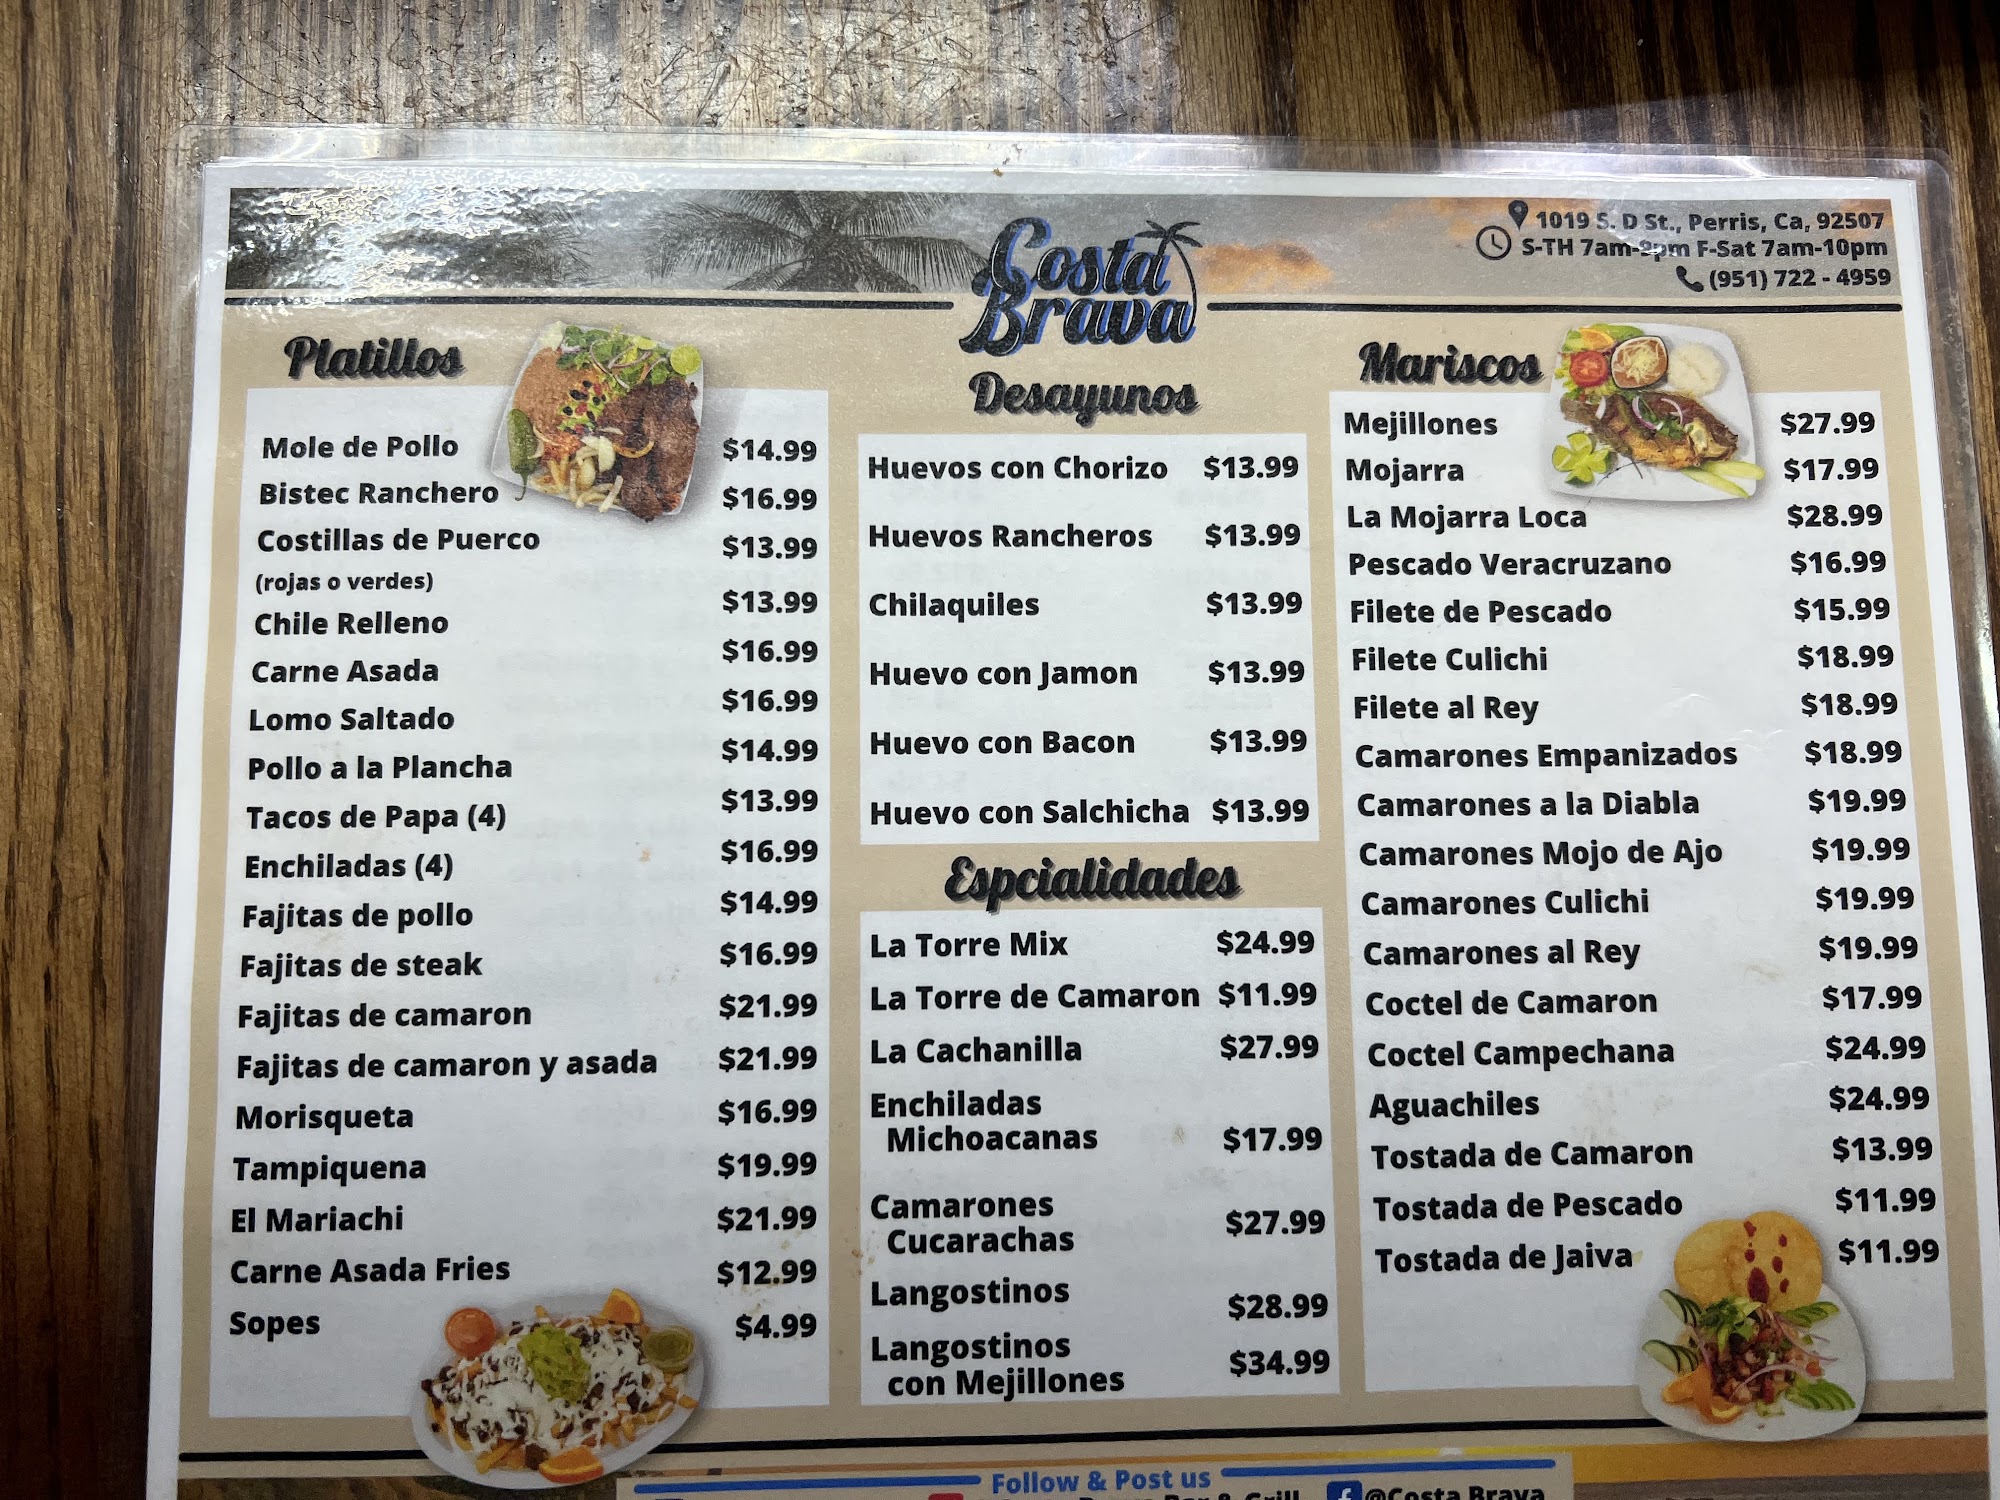 Costa
Brava
1019 S. D St., Perris, Ca, 92507
S-TH 7am-9pm F-Sat 7am-10pm
(951) 722 - 4959
Platillos
Mole de Pollo $14.99
Bistec Ranchero $16.99
Costillas de Puerco $13.99
(rojas o verdes)
Chile Relleno $13.99
Carne Asada $16.99
Lomo Saltado $16.99
Pollo a la Plancha $14.99
Tacos de Papa (4) $13.99
Enchiladas (4) $16.99
Fajitas de pollo $14.99
Fajitas de steak $16.99
Fajitas de camaron $21.99
Fajitas de camaron y asada $21.99
Morisqueta $16.99
Tampiquena $19.99
El Mariachi $21.99
Carne Asada Fries $12.99
Sopes $4.99
Desayunos
Huevos con Chorizo $13.99
Huevos Rancheros $13.99
Chilaquiles $13.99
Huevo con Jamon $13.99
Huevo con Bacon $13.99
Huevo con Salchicha $13.99
Espcialidades
La Torre Mix $24.99
La Torre de Camaron $11.99
La Cachanilla $27.99
Enchiladas
Michoacanas $17.99
Camarones
Cucarachas $27.99
Langostinos $28.99
Langostinos
con Mejillones $34.99
Mariscos
Mejillones $27.99
Mojarra $17.99
La Mojarra Loca $28.99
Pescado Veracruzano $16.99
Filete de Pescado $15.99
Filete Culichi $18.99
Filete al Rey $18.99
Camarones Empanizados $18.99
Camarones a la Diabla $19.99
Camarones Mojo de Ajo $19.99
Camarones Culichi $19.99
Camarones al Rey $19.99
Coctel de Camaron $17.99
Coctel Campechana $24.99
Aguachiles $24.99
Tostada de Camaron $13.99
Tostada de Pescado $11.99
Tostada de Jaiva $11.99
Follow & Post us
Bar & Grill
@Costa Brava